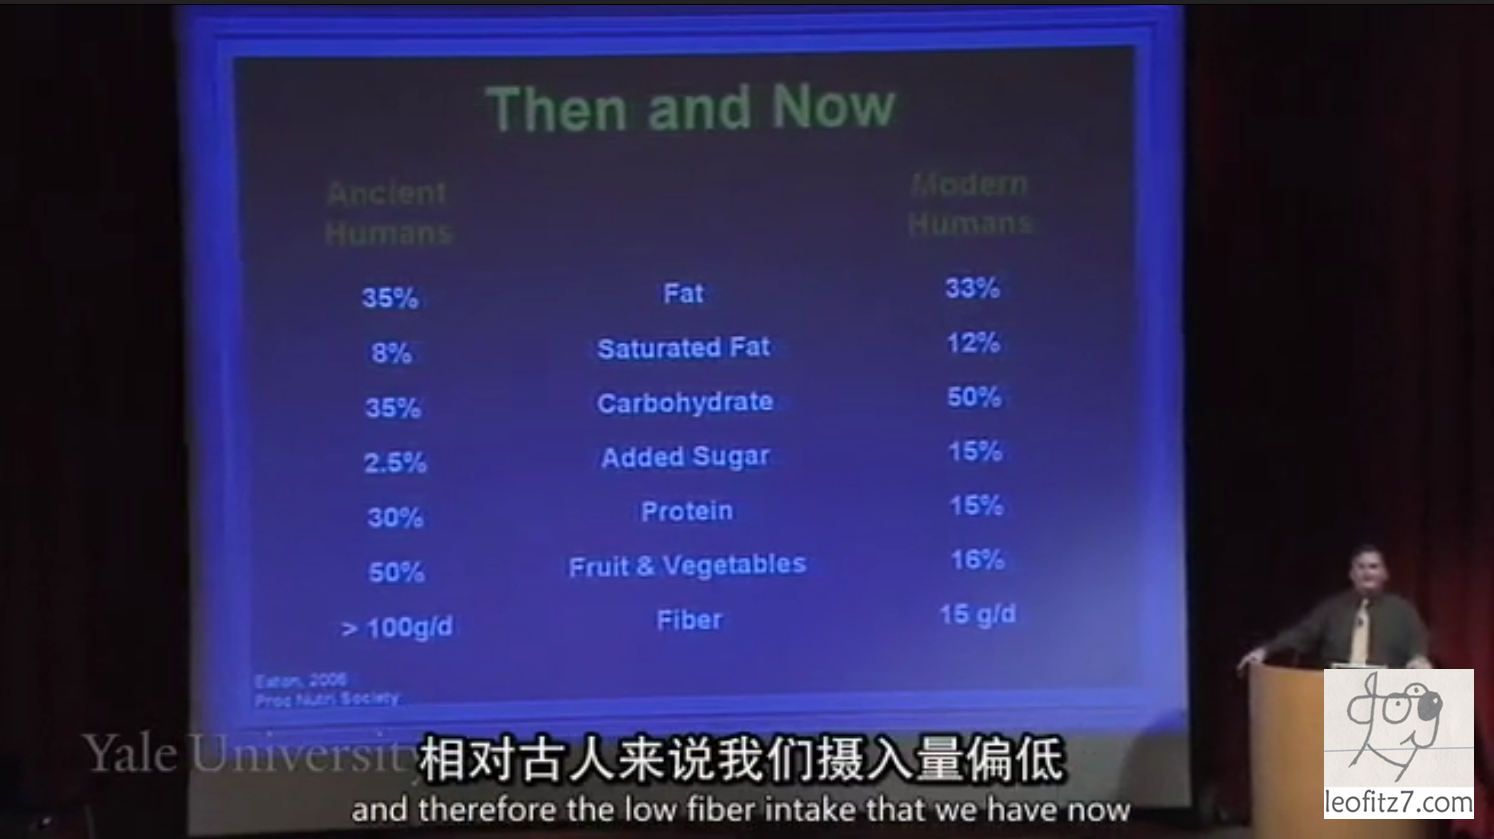 Then and Now
Ancient
Humans
Modern
Humans
35% Fat 33%
8% Saturated Fat 12%
35% Carbohydrate 50%
2.5% Added Sugar 15%
30% Protein 15%
50% Fruit & Vegetables 16%
> 100g/d Fiber 15 g/d
Eaton, 2006
Proc Nutri Society
Yale University
相对古人来说我们摄入量偏低
and therefore the low fiber intake that we have now
dog
leofitz7.com